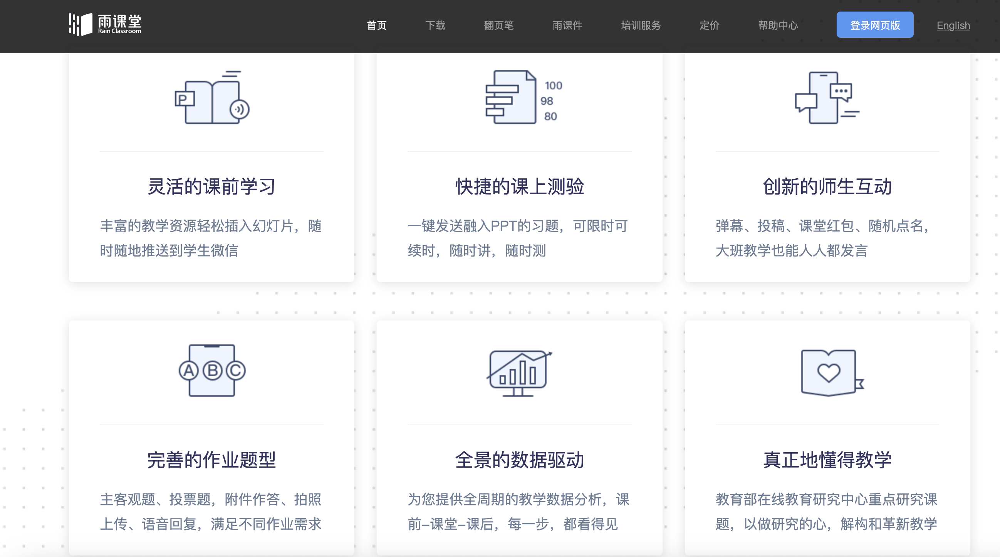 雨课堂
Rain Classroom
首页
下载
翻页笔
雨课件
培训服务
定价
帮助中心
登录网页版
English
P
100
98
80
灵活的课前学习
丰富的教学资源轻松插入幻灯片，随
时随地推送到学生微信
快捷的课上测验
一键发送融入PPT的习题，可限时可
续时，随时讲，随时测
创新的师生互动
弹幕、投稿、课堂红包、随机点名，
大班教学也能人人都发言
A B C
完善的作业题型
主客观题、投票题，附件作答、拍照
上传、语音回复，满足不同作业需求
全景的数据驱动
为您提供全周期的教学数据分析，课
前–课堂–课后，每一步，都看得见
真正地懂得教学
教育部在线教育研究中心重点研究课
题，以做研究的心，解构和革新教学